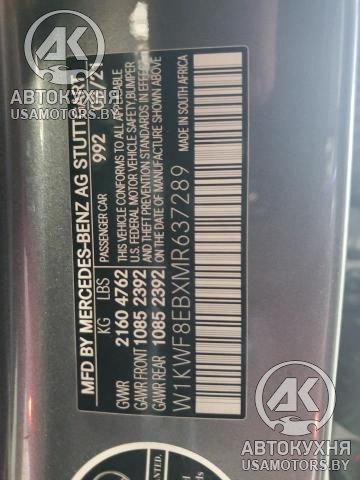 MFD BY MERCEDES-BENZ AG STUTTGART
PASSENGER CAR 992
KG LBS
GWR 2160 4762
GAWR FRONT 1085 2392
GAWR REAR 1085 2392
THIS VEHICLE CONFORMS TO ALL APPLICABLE
U.S. FEDERAL MOTOR VEHICLE SAFETY,BUMPER
AND THEFT PREVENTION STANDARDS IN EFFECT
ON THE DATE OF MANUFACTURE SHOWN ABOVE
W1KWF8EBXMR637289
MADE IN SOUTH AFRICA
АВТОКУХНЯ
USAMOTORS.BY
АВТОКУХНЯ
USAMOTORS.BY